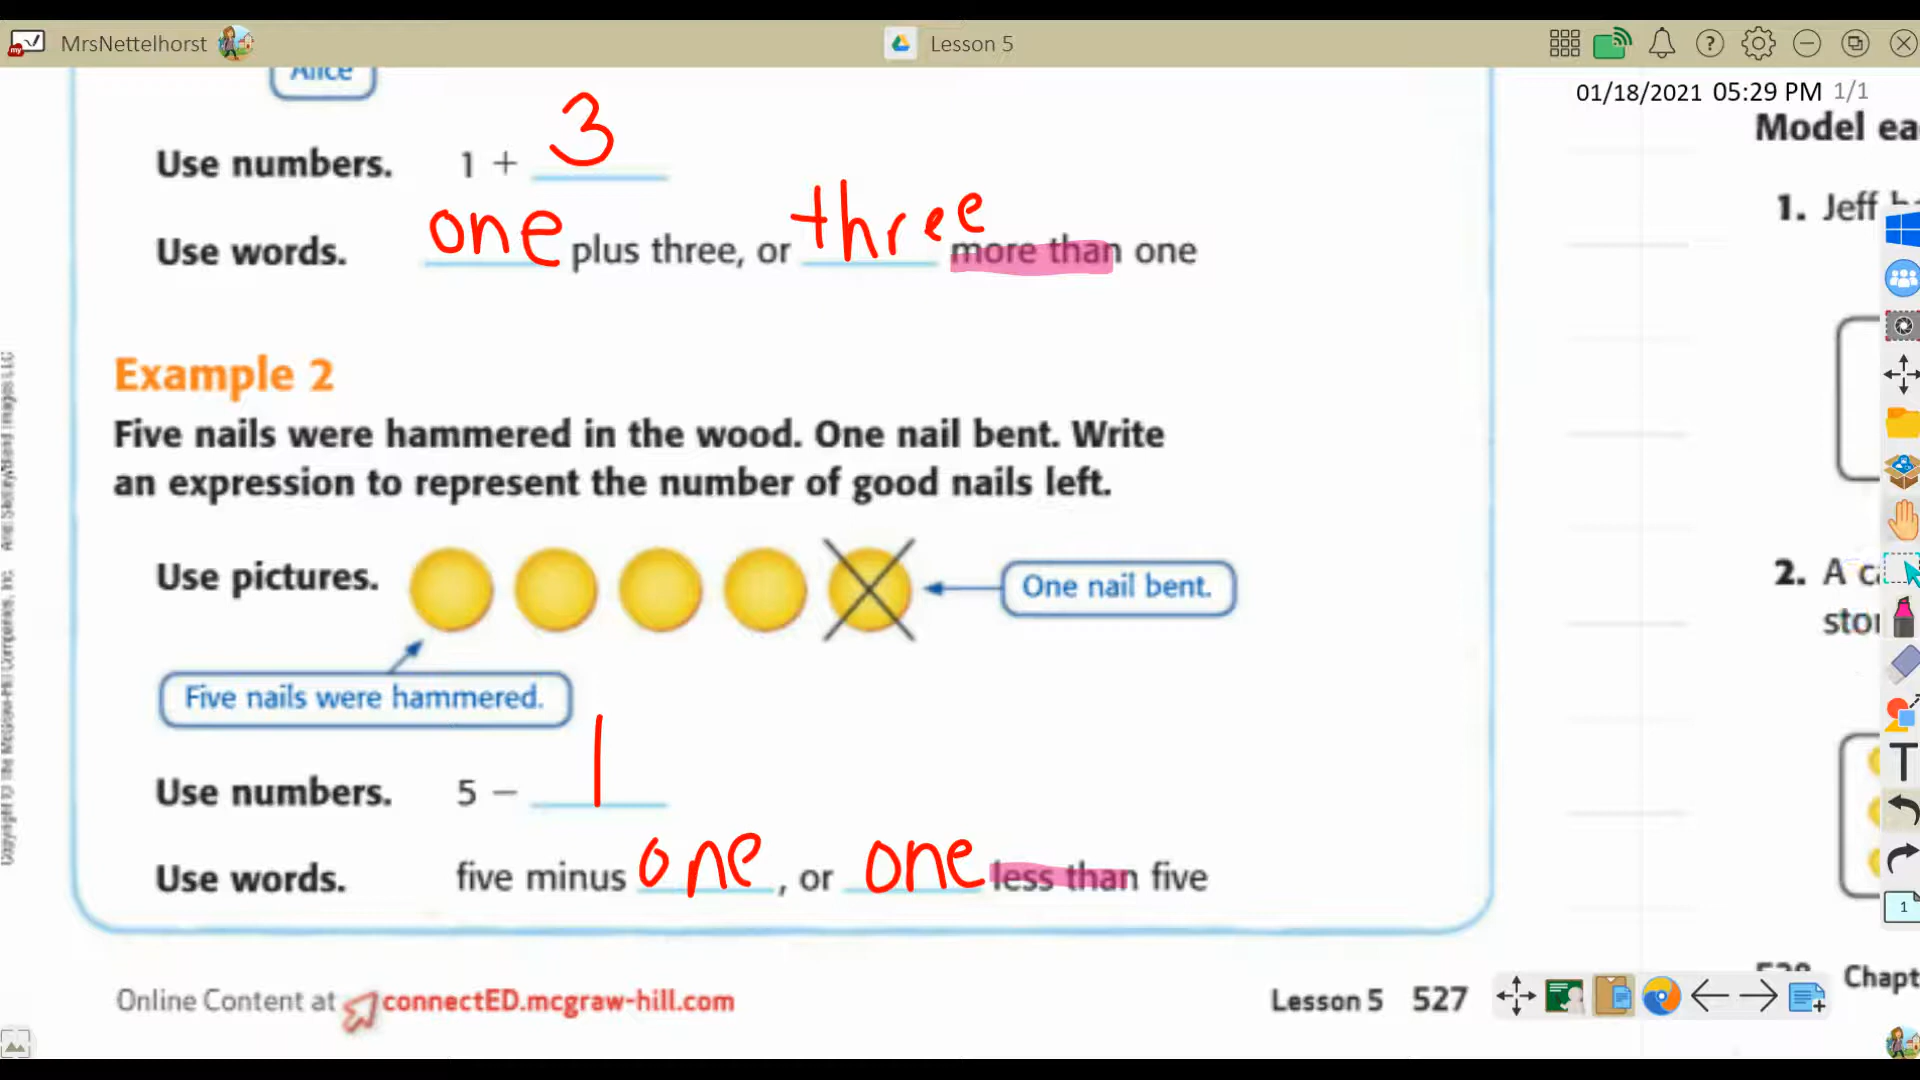 MrsNettelhorst
Lesson 5
01/18/2021 05:29 PM 1/1
Alice
Use numbers. 1 + 3
Use words. one plus three, or three more than one
Example 2
Five nails were hammered in the wood. One nail bent. Write
an expression to represent the number of good nails left.
Use pictures.
One nail bent.
Five nails were hammered.
Use numbers. 5 − 1
Use words. five minus one, or one less than five
Online Content at connectED.mcgraw-hill.com
Lesson 5 527
Model ea
1. Jeff
2. A ca
stor
Chapt
T
1
my